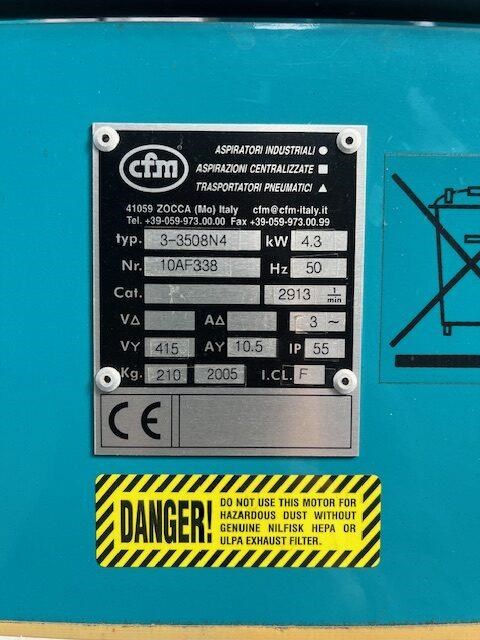 cfm
ASPIRATORI INDUSTRIALI ●
ASPIRAZIONI CENTRALIZZATE ■
TRASPORTATORI PNEUMATICI ▲
41059 ZOCCA (Mo) Italy cfm@cfm-italy.it
Tel. +39-059-973.00.00 Fax +39-059-973.00.99
typ. 3-3508N4 kW 4.3
Nr. 10AF338 Hz 50
Cat. 2913 1/min
V△ A△ 3 ~
VY 415 AY 10.5 IP 55
Kg. 210 2005 I.CL. F
CE
DANGER!
DO NOT USE THIS MOTOR FOR
HAZARDOUS DUST WITHOUT
GENUINE NILFISK HEPA OR
ULPA EXHAUST FILTER.